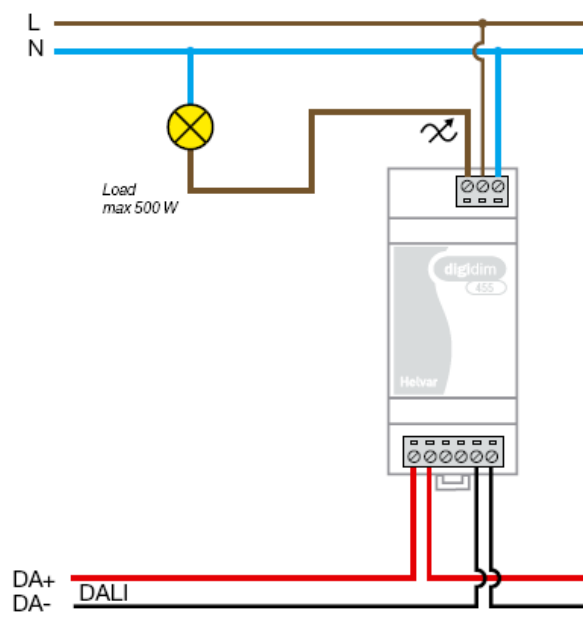 L
N
Load
max 500 W
digidim
455
Helvar
DA+
DALI
DA-